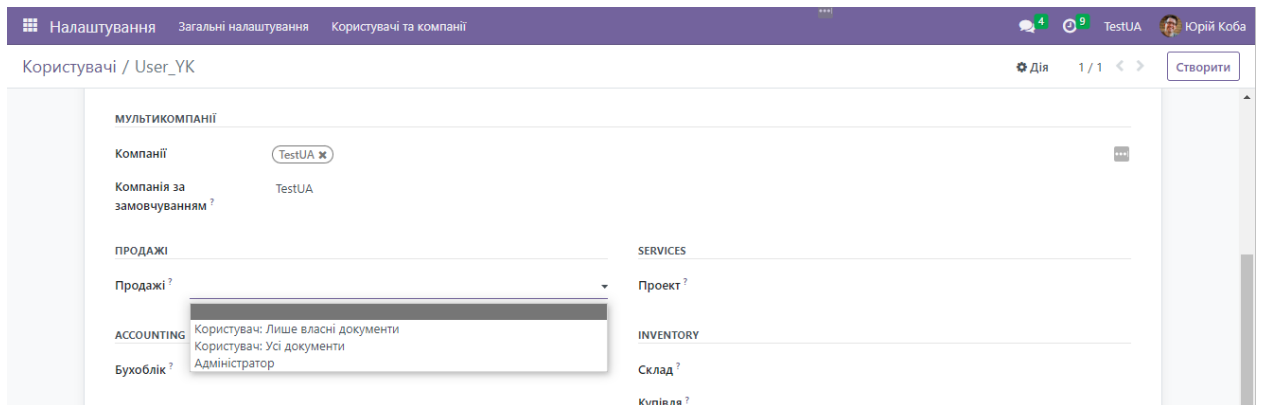 Налаштування Загальні налаштування Користувачі та компанії 4 9 TestUA Юрій Коба
Користувачі / User_YK Дія 1 / 1 Створити
МУЛЬТИКОМПАНІЇ
Компанії TestUA
Компанія за замовчуванням ? TestUA
ПРОДАЖІ SERVICES
Продажі ? Проект ?
Користувач: Лише власні документи
Користувач: Усі документи
Адміністратор
ACCOUNTING INVENTORY
Бухоблік ? Склад ?
Купівля ?